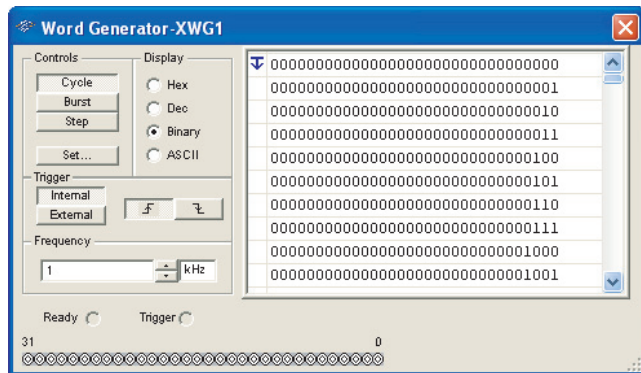 Word Generator-XWG1
Controls
Cycle
Burst
Step
Set...
Display
Hex
Dec
Binary
ASCII
Trigger
Internal
External
Frequency
1
kHz
Ready
Trigger
31
0
00000000000000000000000000000000
00000000000000000000000000000001
00000000000000000000000000000010
00000000000000000000000000000011
00000000000000000000000000000100
00000000000000000000000000000101
00000000000000000000000000000110
00000000000000000000000000000111
00000000000000000000000000001000
00000000000000000000000000001001